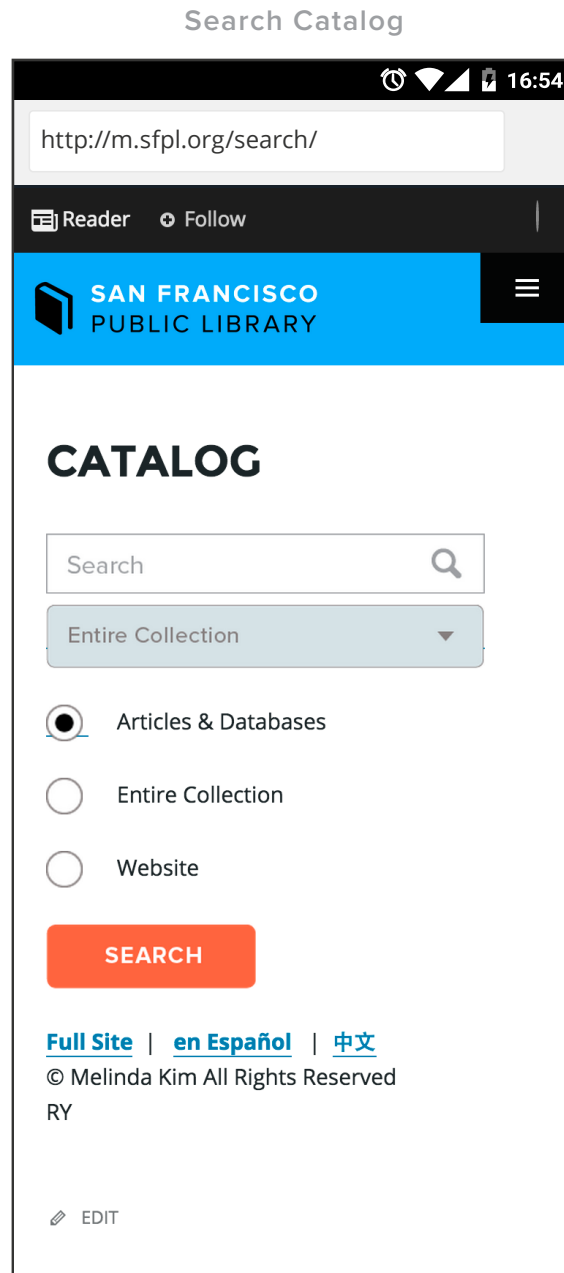 Search Catalog
16:54
http://m.sfpl.org/search/
Reader Follow
SAN FRANCISCO
PUBLIC LIBRARY
CATALOG
Search
Entire Collection
Articles & Databases
Entire Collection
Website
SEARCH
Full Site | en Español | 中文
© Melinda Kim All Rights Reserved
RY
EDIT